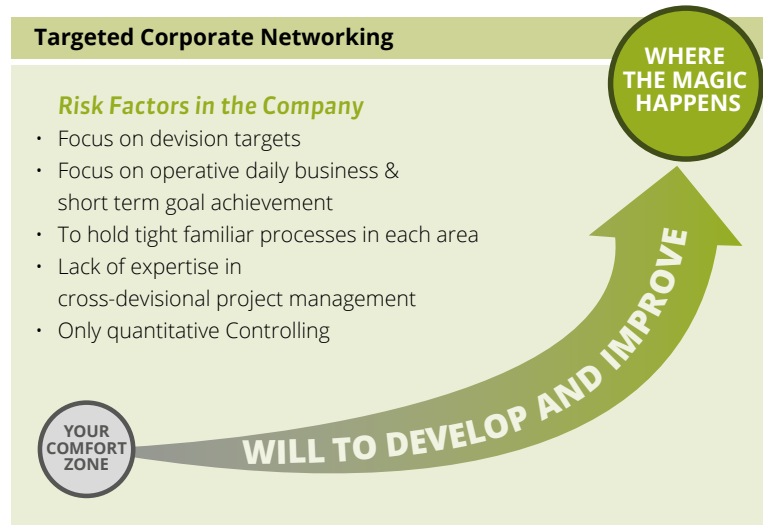 Targeted Corporate Networking
WHERE
THE MAGIC
HAPPENS
Risk Factors in the Company
• Focus on devision targets
• Focus on operative daily business &
short term goal achievement
• To hold tight familiar processes in each area
• Lack of expertise in
cross-devisional project management
• Only quantitative Controlling
WILL TO DEVELOP AND IMPROVE
YOUR
COMFORT
ZONE